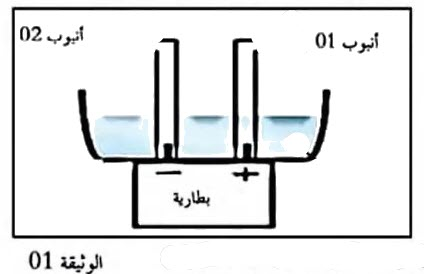 أنبوب 01
أنبوب 02
− +
بطارية
الوثيقة 01